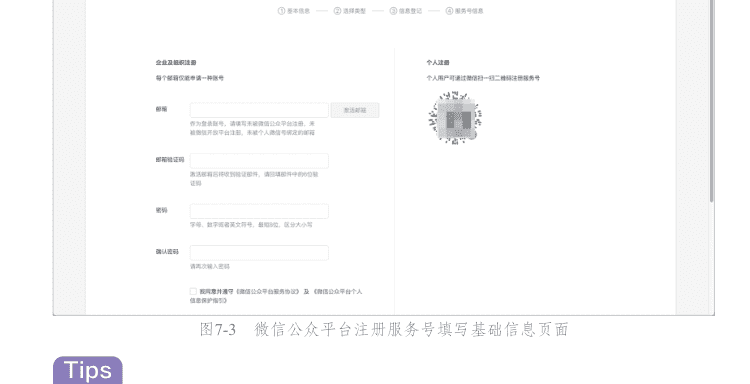 ① 基本信息 — ② 选择类型 — ③ 信息登记 — ④ 服务号信息
企业及组织注册
每个邮箱仅能申请一种账号
邮箱
激活邮箱
作为登录账号，请填写未被微信公众平台注册，未
被微信开放平台注册，未被个人微信号绑定的邮箱
邮箱验证码
激活邮箱后将收到验证邮件，请回填邮件中的6位验
证码
密码
字母、数字或者英文符号，最短8位，区分大小写
确认密码
请再次输入密码
我同意并遵守《微信公众平台服务协议》及《微信公众平台个人
信息保护指引》
个人注册
个人用户可通过微信扫一扫二维码注册服务号
图7-3 微信公众平台注册服务号填写基础信息页面
Tips